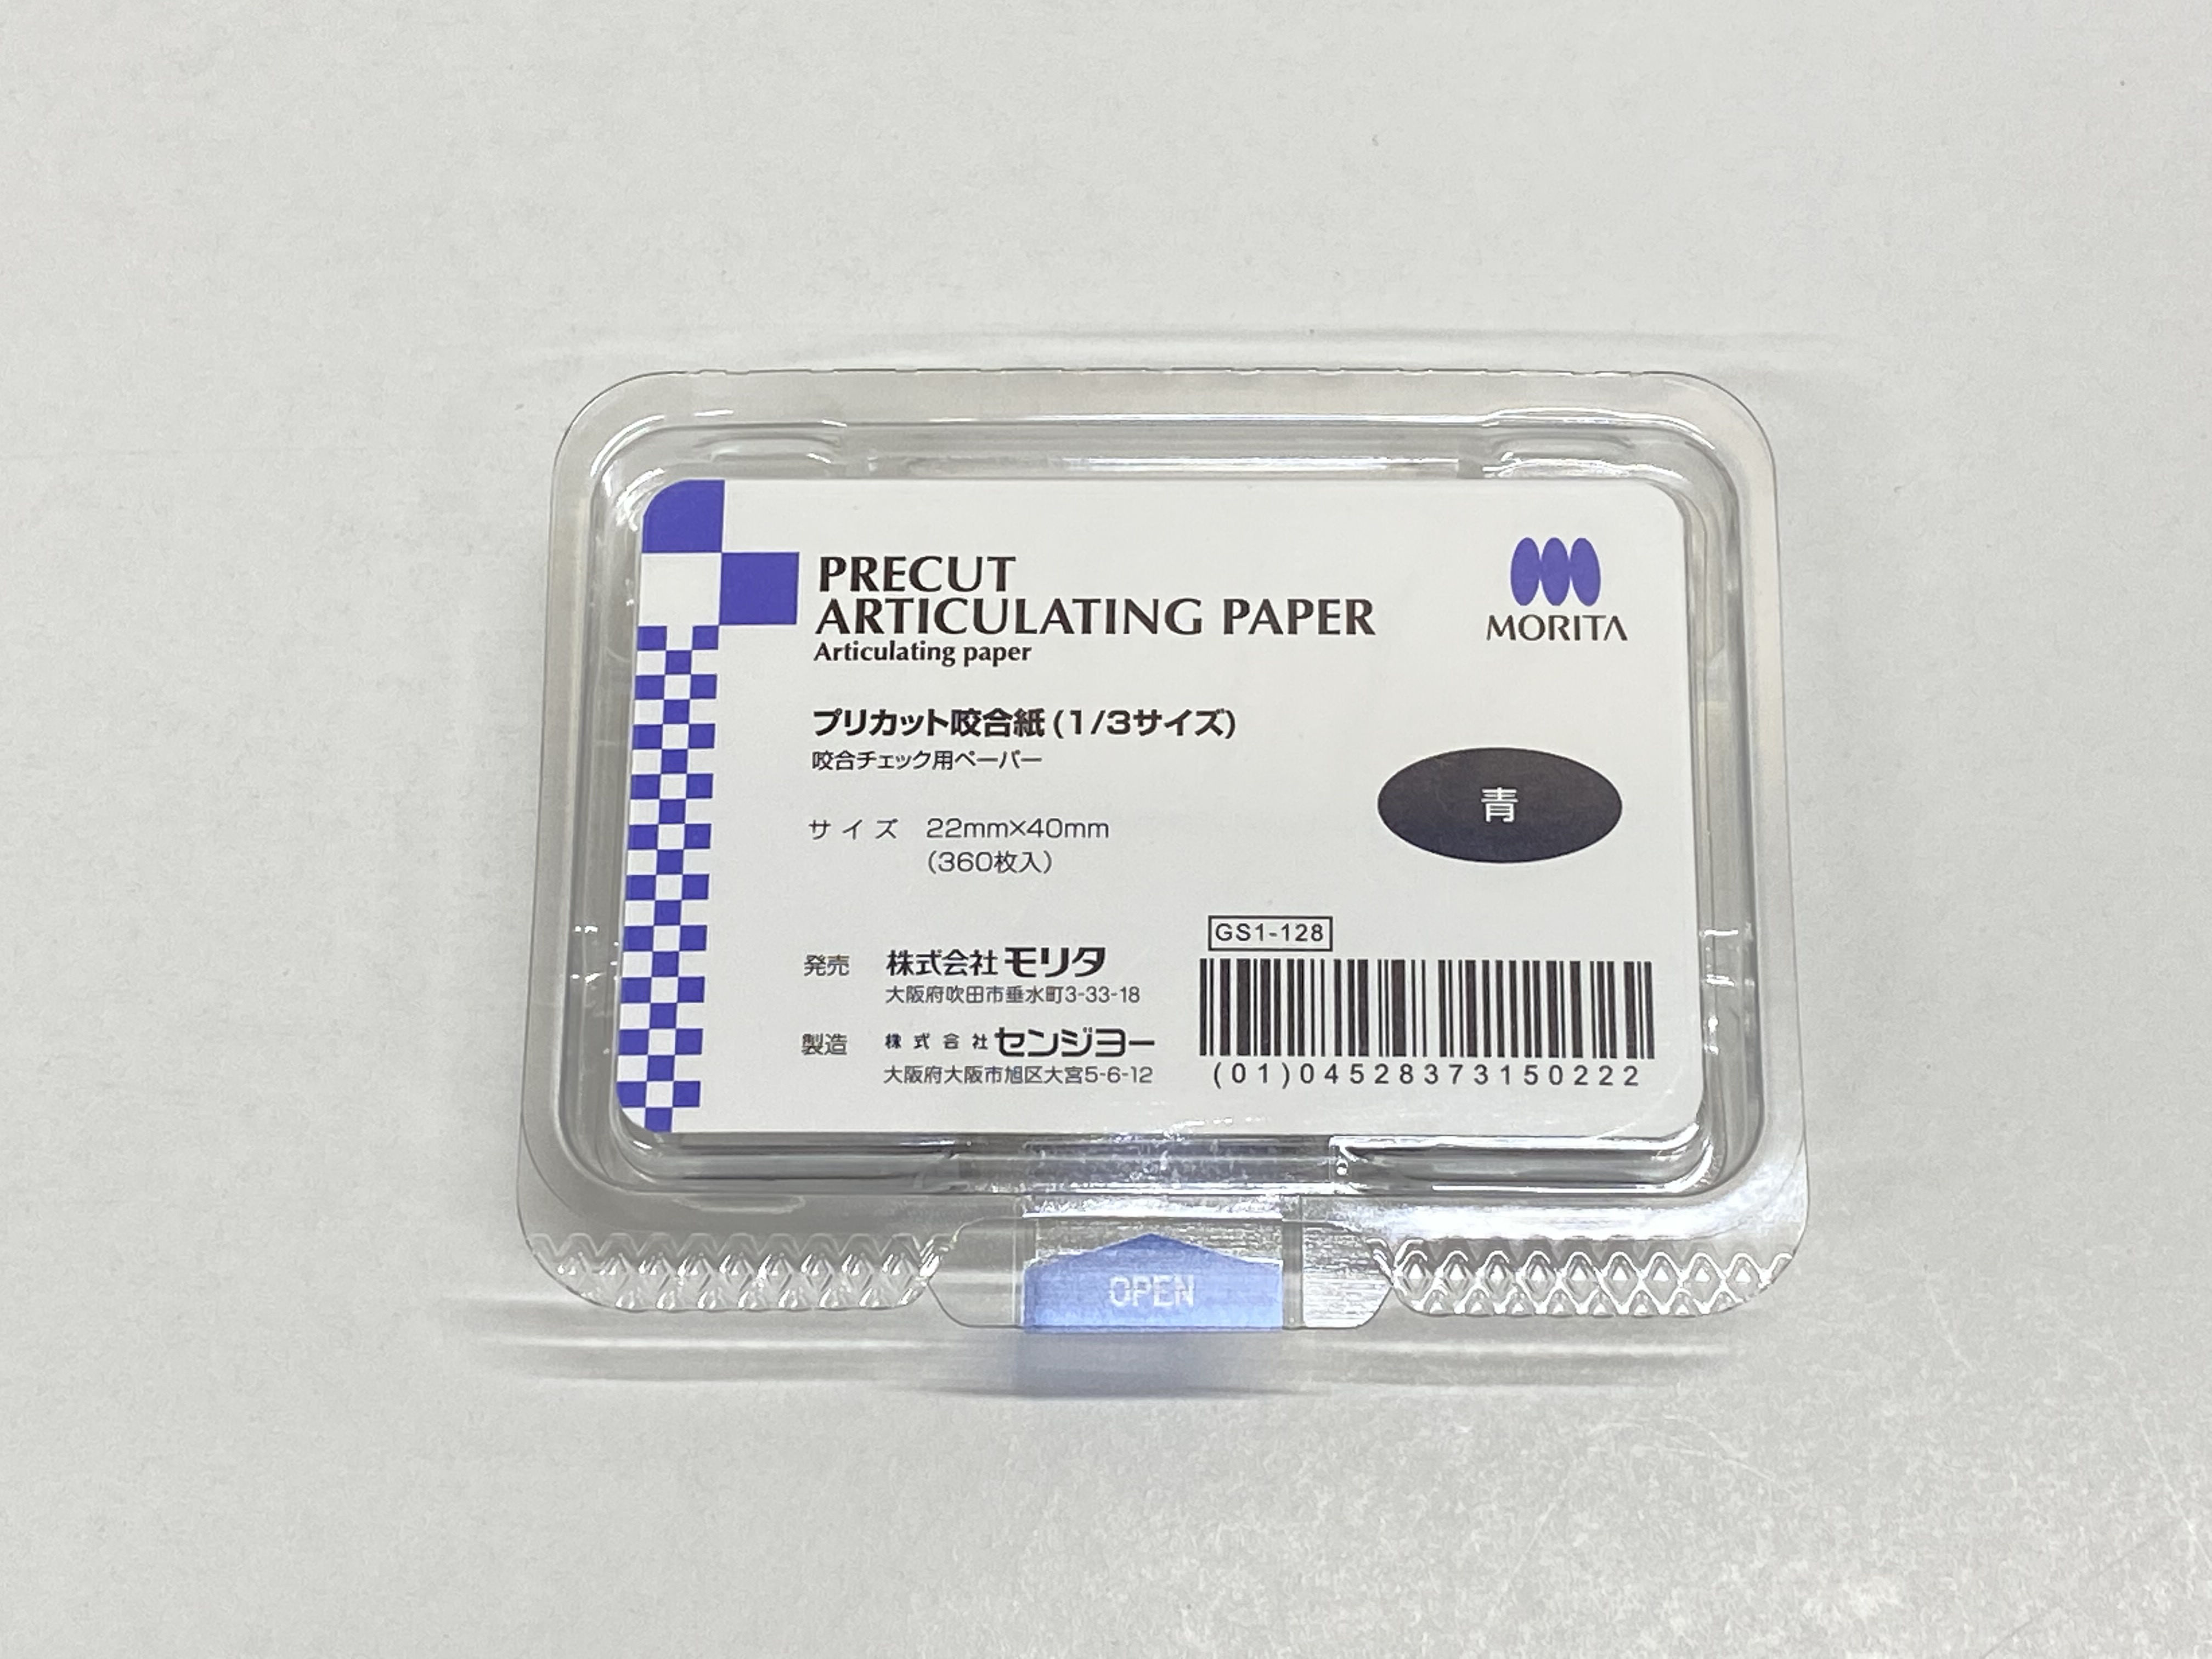 PRECUT
ARTICULATING PAPER
Articulating paper
MORITA
プリカット咬合紙(1/3サイズ)
咬合チェック用ペーパー
サイズ 22mm×40mm
(360枚入)
青
発売 株式会社モリタ
大阪府吹田市垂水町3-33-18
製造 株式会社センジョー
大阪府大阪市旭区大宮5-6-12
GS1-128
(01)04528373150222
OPEN